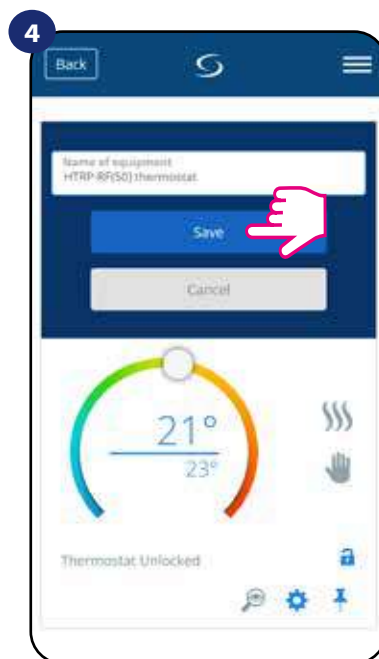 4
Back
Name of equipment
HTRP-RF(50) thermostat
Save
Cancel
21°
23°
Thermostat Unlocked